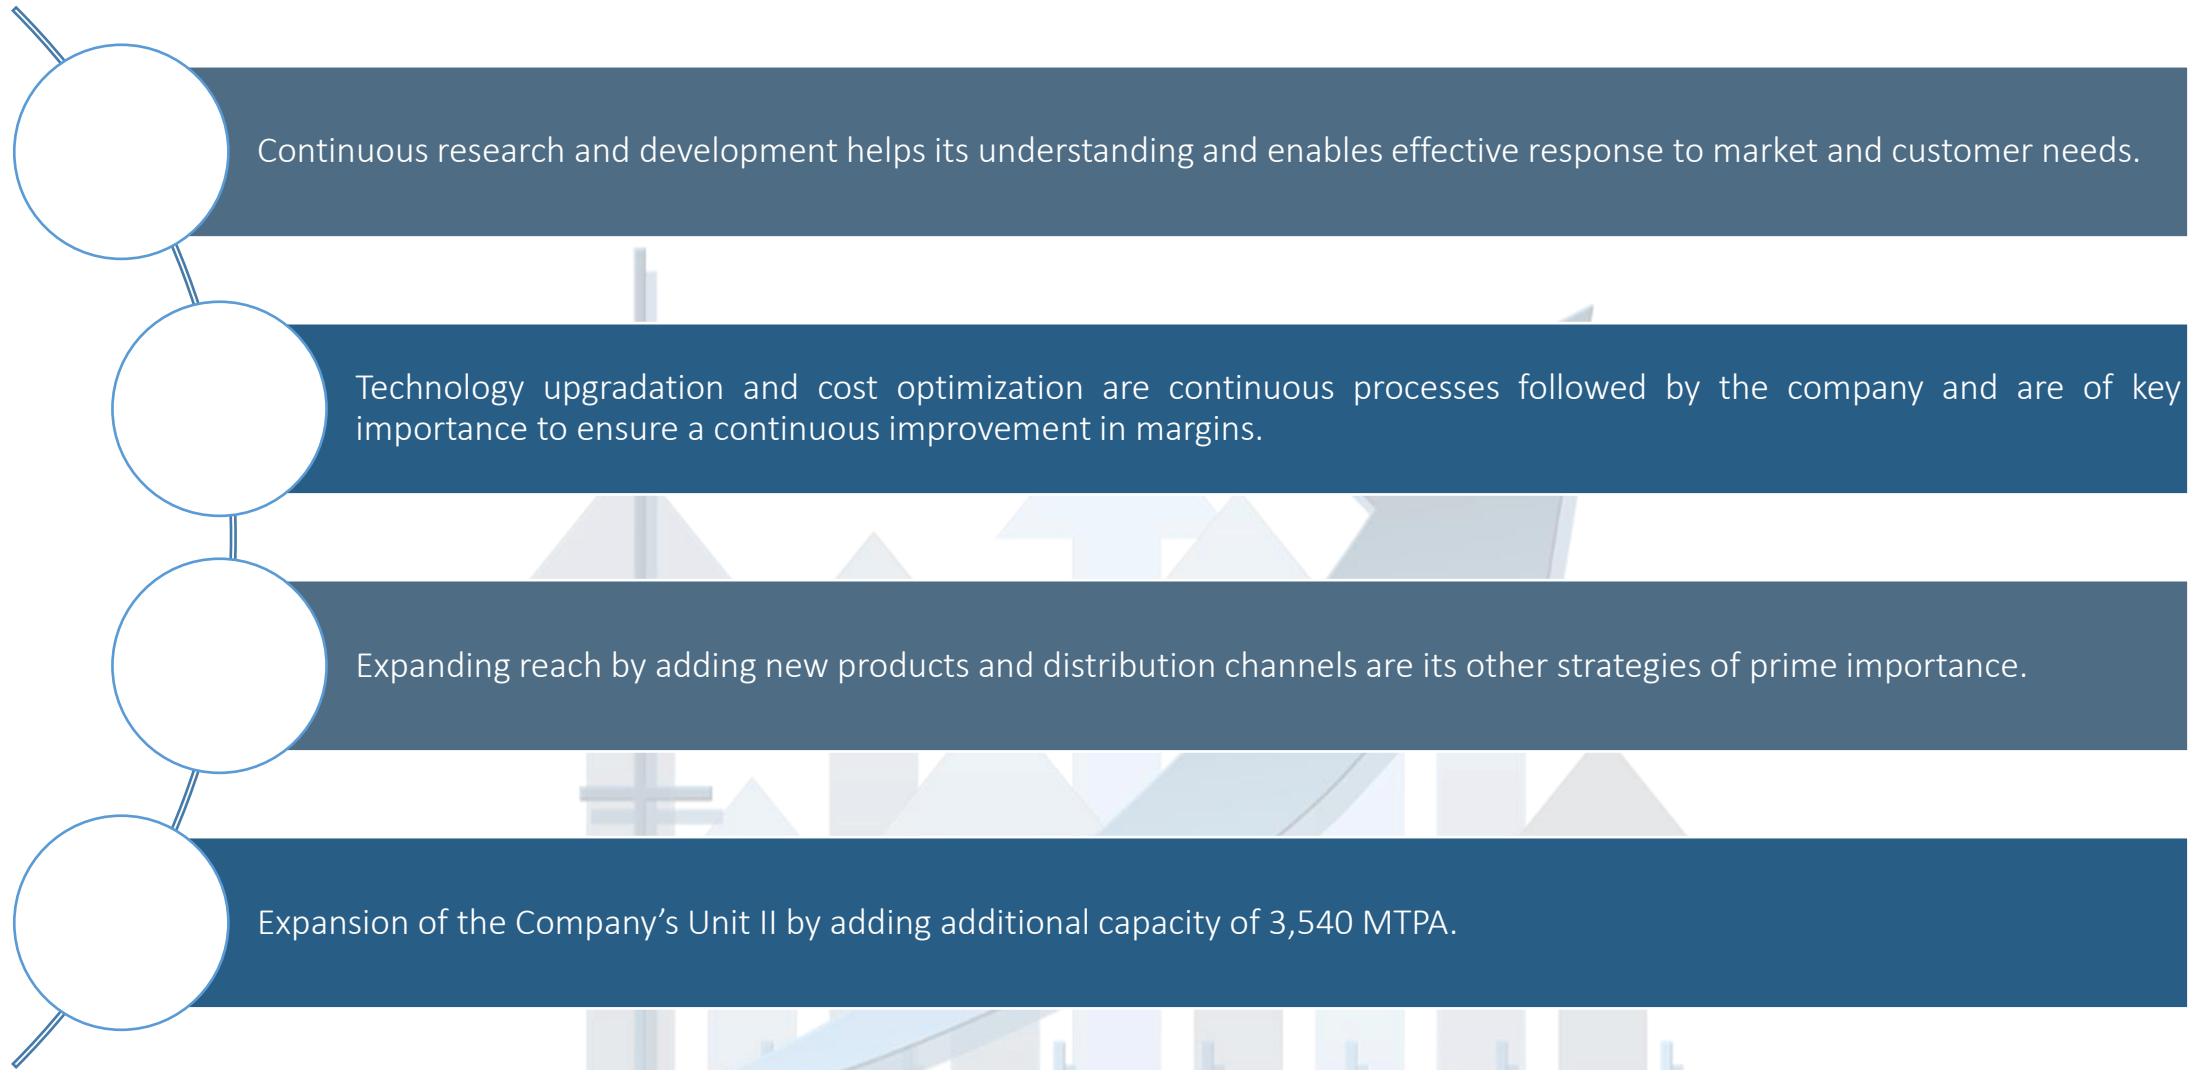 Continuous research and development helps its understanding and enables effective response to market and customer needs.
Technology upgradation and cost optimization are continuous processes followed by the company and are of key
importance to ensure a continuous improvement in margins.
Expanding reach by adding new products and distribution channels are its other strategies of prime importance.
Expansion of the Company’s Unit II by adding additional capacity of 3,540 MTPA.